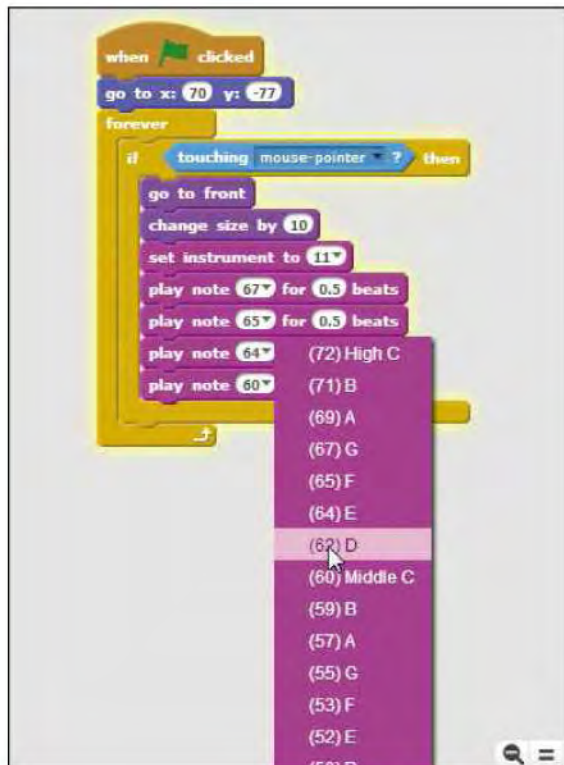 when clicked
go to x: 70 y: -77
forever
if touching mouse-pointer ? then
go to front
change size by 10
set instrument to 11
play note 67 for 0.5 beats
play note 65 for 0.5 beats
play note 64
play note 60
(72) High C
(71) B
(69) A
(67) G
(65) F
(64) E
(62) D
(60) Middle C
(59) B
(57) A
(55) G
(53) F
(52) E